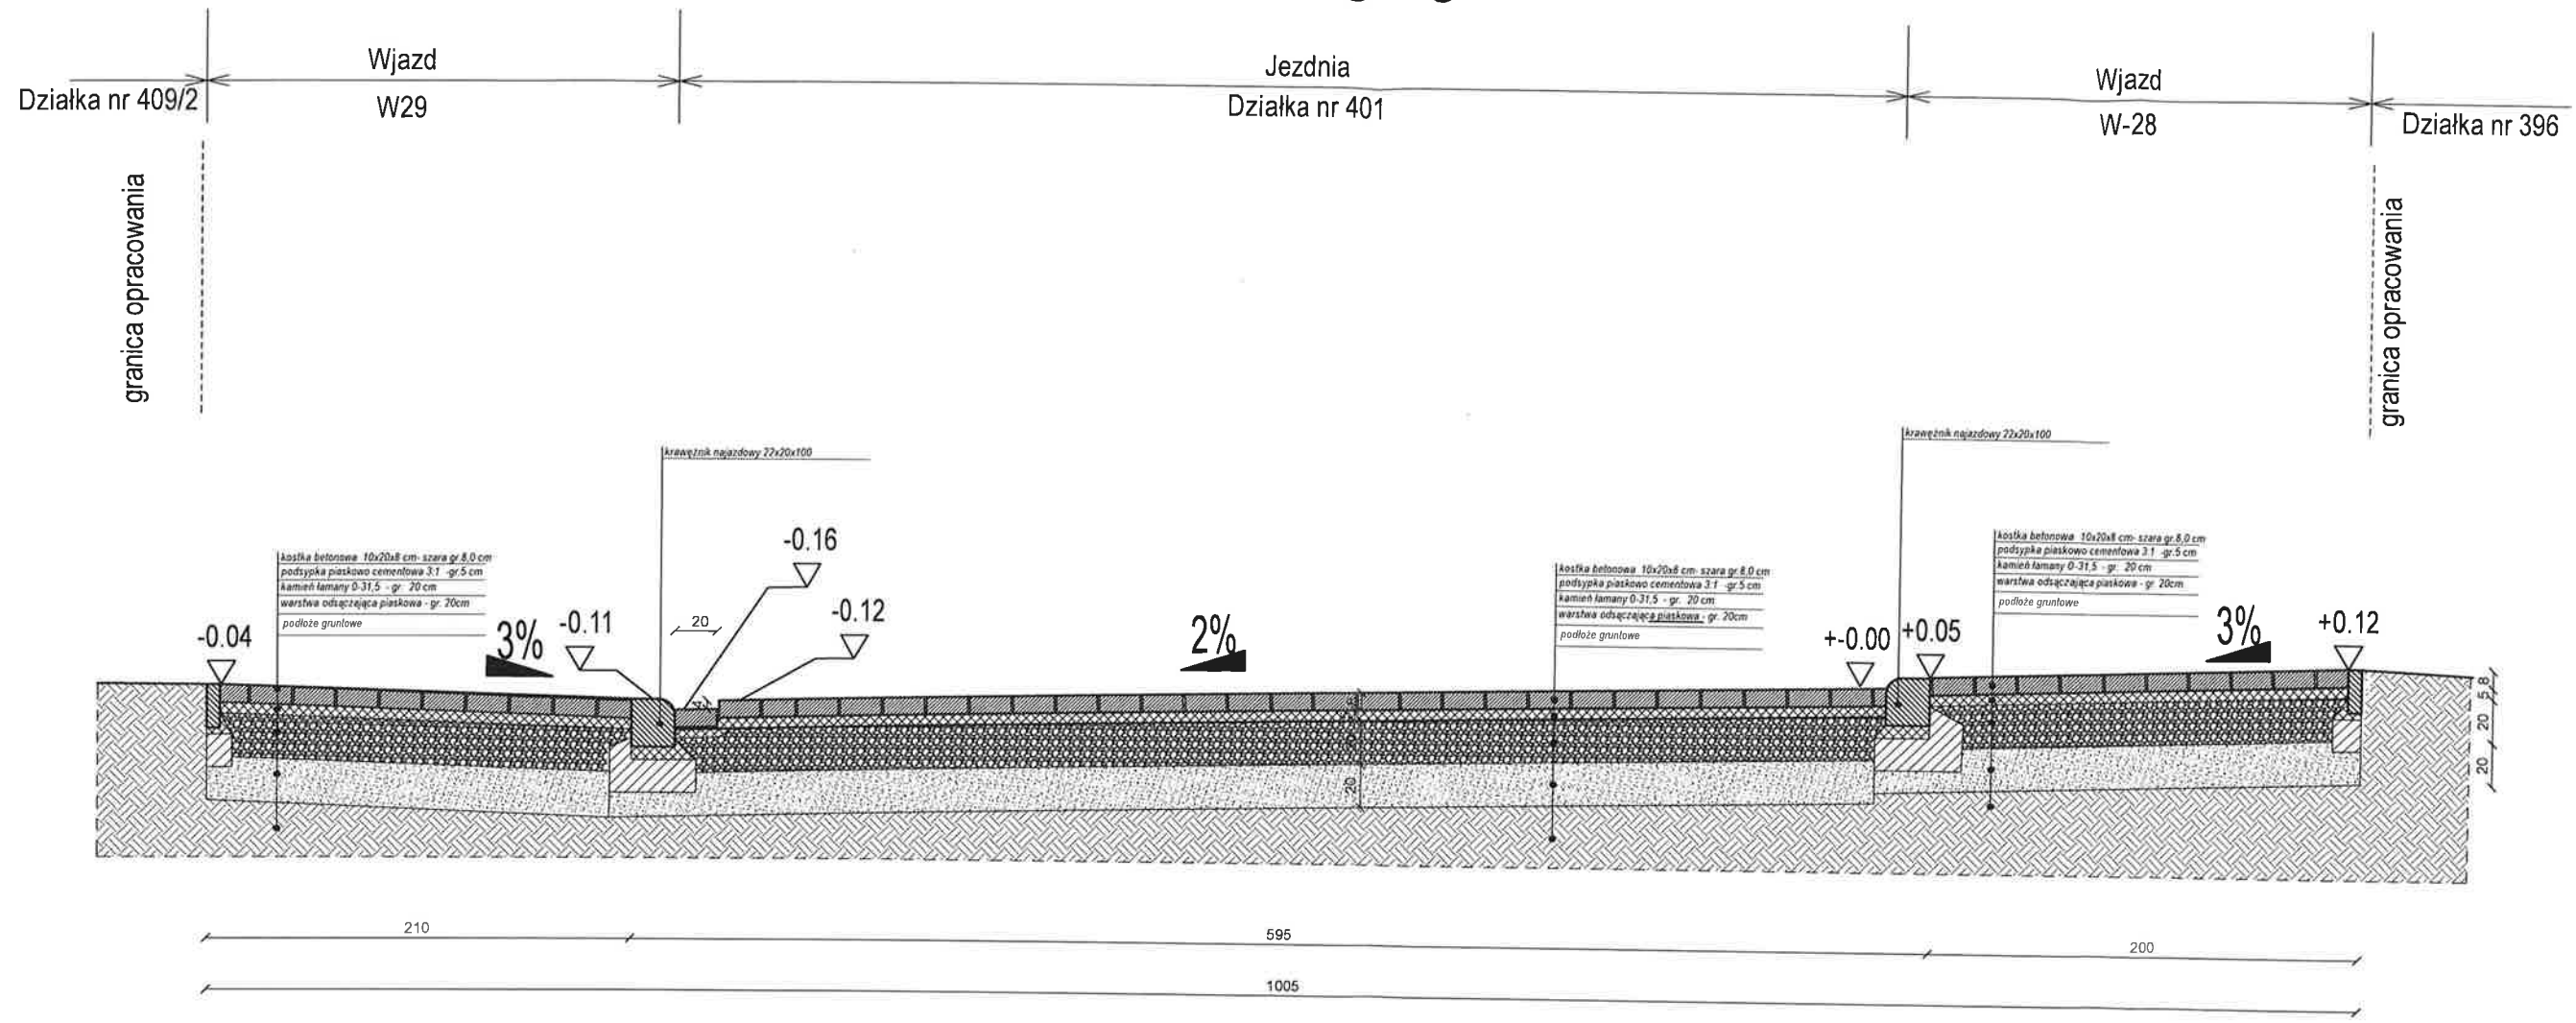 Wjazd
Jezdnia
Wjazd
Działka nr 409/2
W29
Działka nr 401
W-28
Działka nr 396
granica opracowania
granica opracowania
krawężnik najazdowy 22x20x100
krawężnik najazdowy 22x20x100
kostka betonowa 10x20x8 cm- szara gr.8,0 cm
podsypka piaskowo cementowa 3:1 -gr.5 cm
kamień łamany 0-31,5 - gr. 20 cm
warstwa odsączająca piaskowa - gr. 20cm
podłoże gruntowe
kostka betonowa 10x20x8 cm- szara gr.8,0 cm
podsypka piaskowo cementowa 3:1 -gr.5 cm
kamień łamany 0-31,5 - gr. 20 cm
warstwa odsączająca piaskowa - gr. 20cm
podłoże gruntowe
kostka betonowa 10x20x8 cm- szara gr.8,0 cm
podsypka piaskowo cementowa 3:1 -gr.5 cm
kamień łamany 0-31,5 - gr. 20 cm
warstwa odsączająca piaskowa - gr. 20cm
podłoże gruntowe
-0.04
3%
-0.11
20
-0.16
-0.12
2%
+-0.00
+0.05
3%
+0.12
20
8
5
20
20
210
595
200
1005